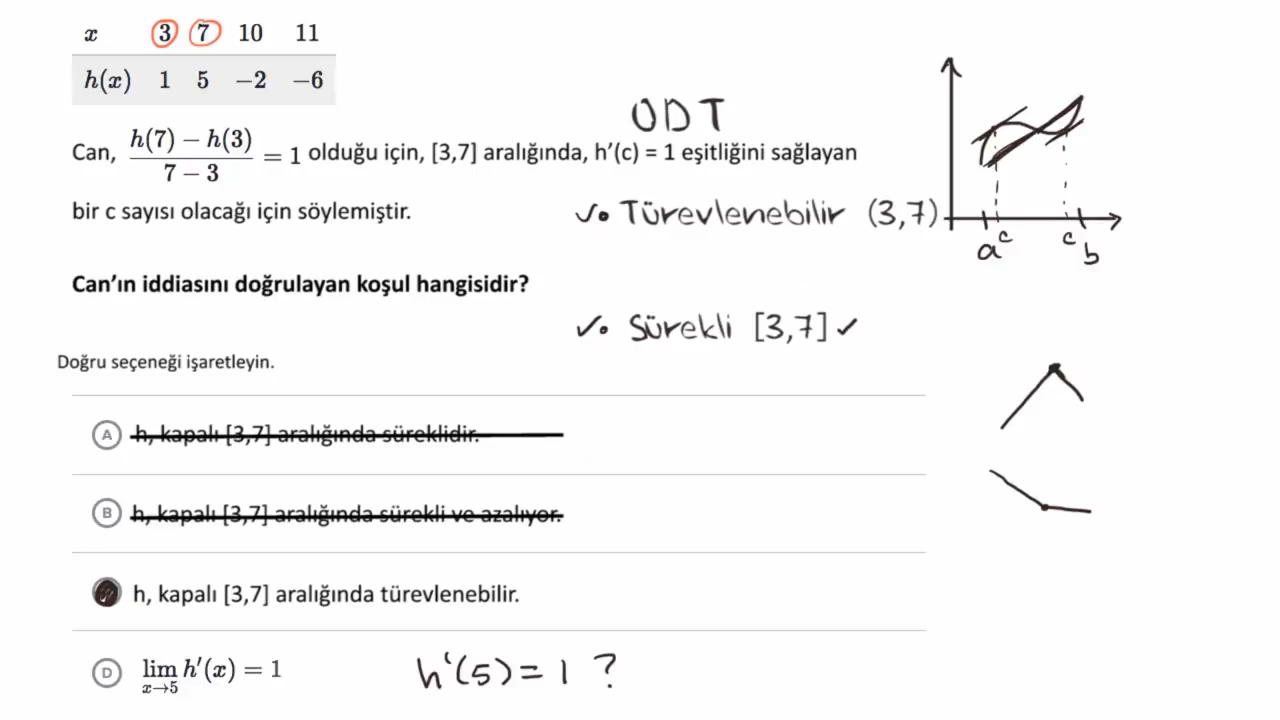 x 3 7 10 11
h(x) 1 5 −2 −6
ODT
Can, h(7) − h(3) / 7 − 3 = 1 olduğu için, [3,7] aralığında, h′(c) = 1 eşitliğini sağlayan
bir c sayısı olacağı için söylemiştir.
Türevlenebilir (3,7)
a c c b
Can'ın iddiasını doğrulayan koşul hangisidir?
Sürekli [3,7]
Doğru seçeneği işaretleyin.
A h, kapalı [3,7] aralığında süreklidir.
B h, kapalı [3,7] aralığında sürekli ve azalıyor.
h, kapalı [3,7] aralığında türevlenebilir.
D lim x→5 h′(x) = 1
h'(5) = 1 ?